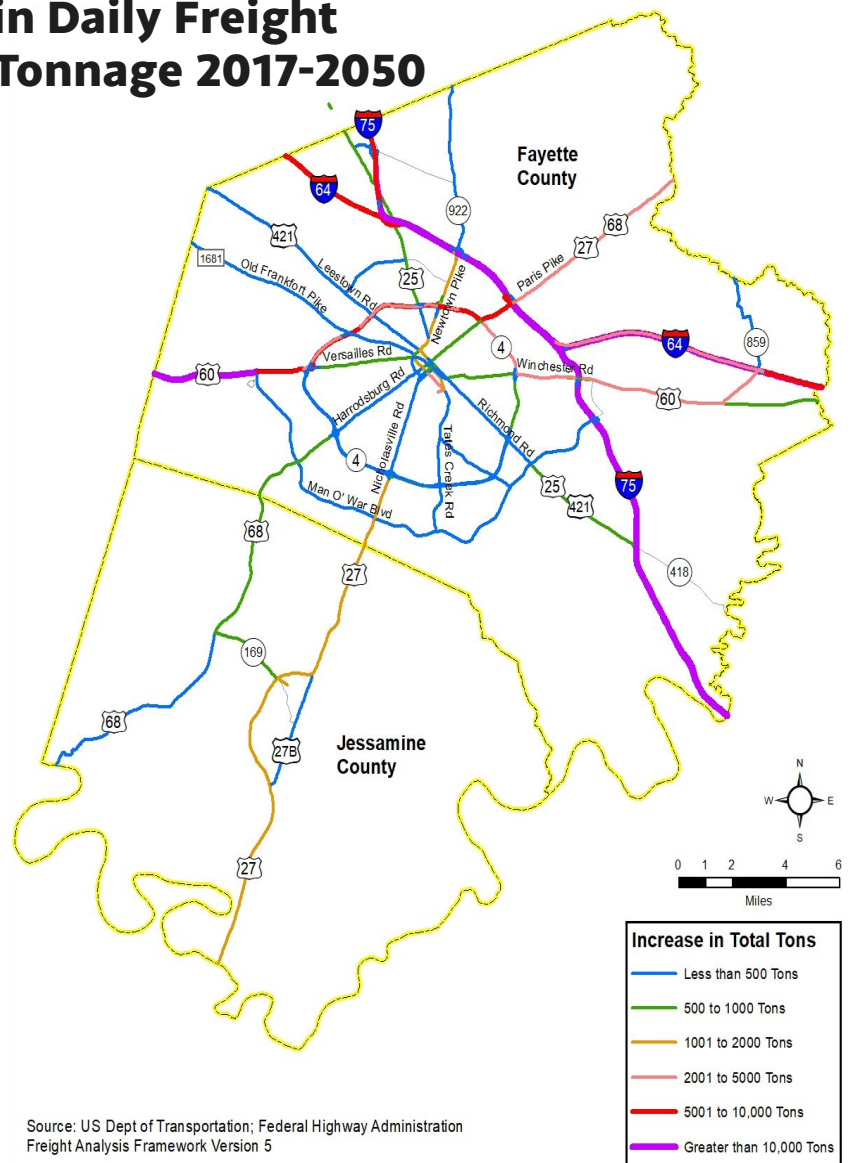 in Daily Freight
Tonnage 2017-2050
75
Fayette
County
64
922
68
27
421
1681
Old Frankfort Pike
Leestown Rd
25
Newtown Pike
Paris Pike
4
64
859
Versailles Rd
60
Winchester Rd
60
Harrodsburg Rd
Nicholasville Rd
Tates Creek Rd
Richmond Rd
4
Man O' War Blvd
25
421
75
68
27
418
169
68
27B
Jessamine
County
27
N
W
E
S
0 1 2 4 6
Miles
Increase in Total Tons
Less than 500 Tons
500 to 1000 Tons
1001 to 2000 Tons
2001 to 5000 Tons
5001 to 10,000 Tons
Greater than 10,000 Tons
Source: US Dept of Transportation; Federal Highway Administration
Freight Analysis Framework Version 5